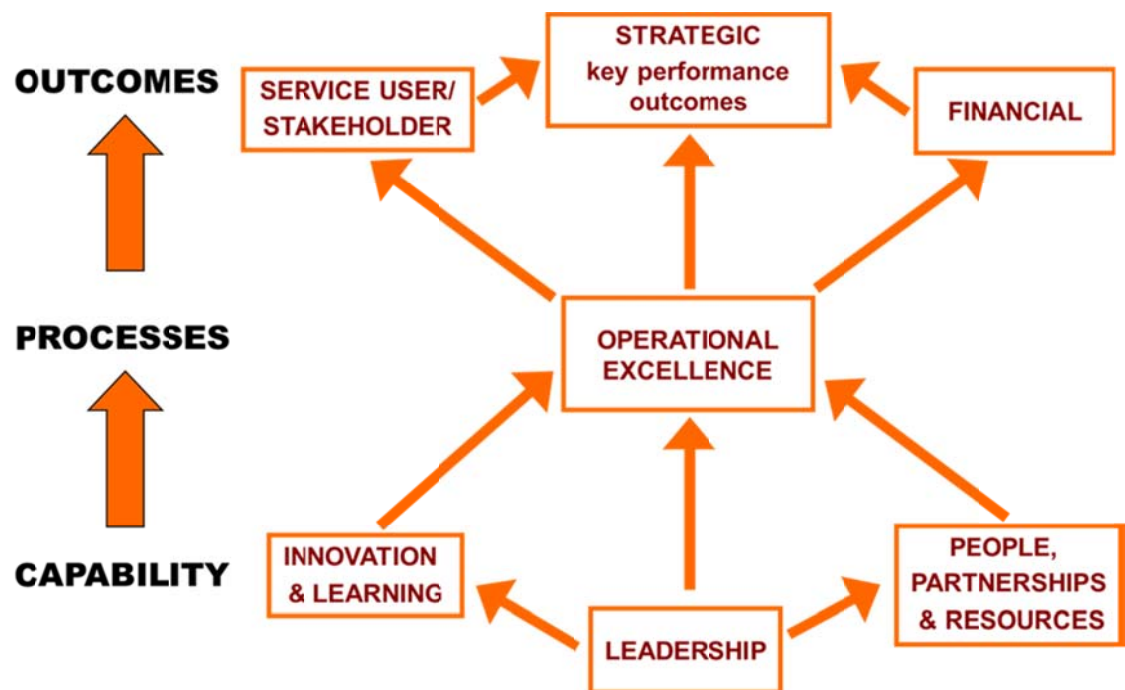 OUTCOMES
SERVICE USER/
STAKEHOLDER
STRATEGIC
key performance
outcomes
FINANCIAL
PROCESSES
OPERATIONAL
EXCELLENCE
CAPABILITY
INNOVATION
& LEARNING
LEADERSHIP
PEOPLE,
PARTNERSHIPS
& RESOURCES